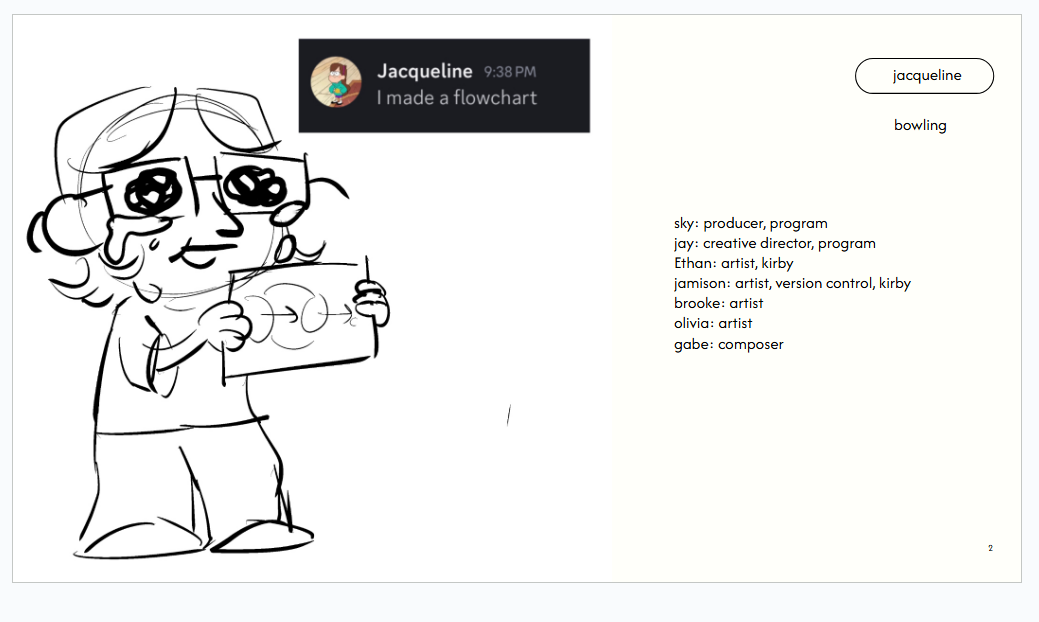 Jacqueline 9:38 PM
I made a flowchart
jacqueline
bowling
sky: producer, program
jay: creative director, program
Ethan: artist, kirby
jamison: artist, version control, kirby
brooke: artist
olivia: artist
gabe: composer
2